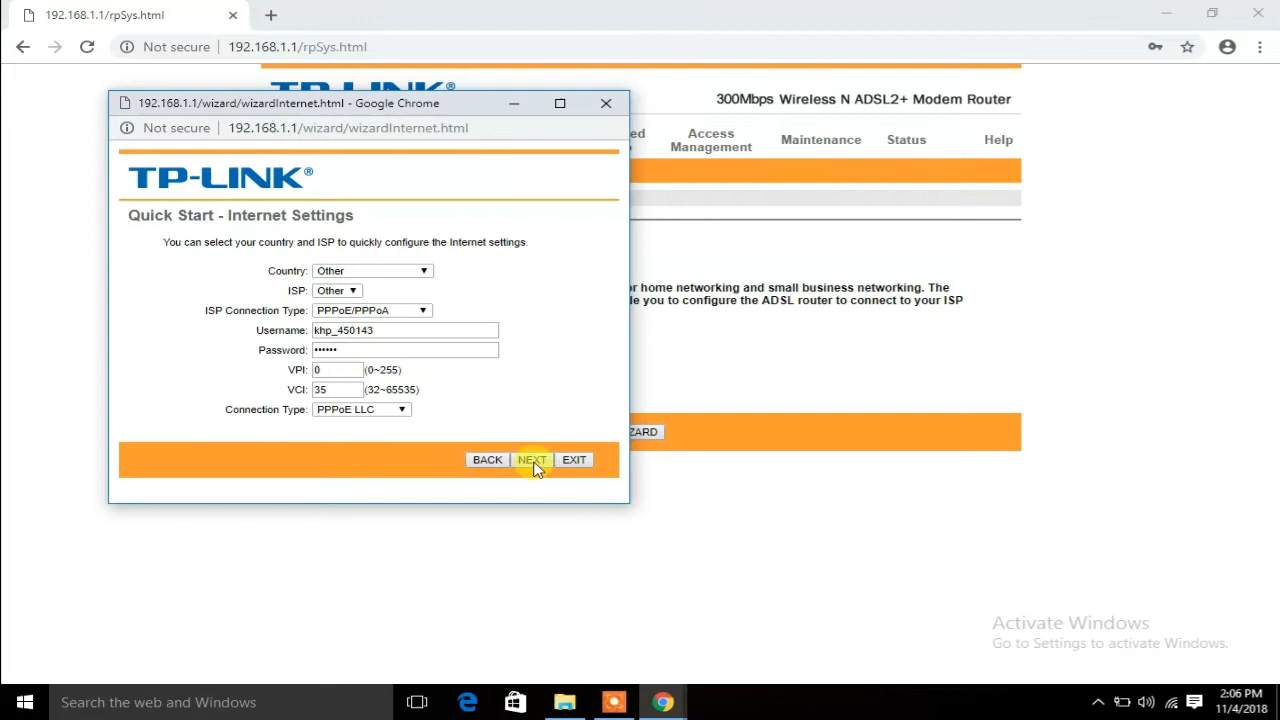 192.168.1.1/rpSys.html
Not secure 192.168.1.1/rpSys.html
300Mbps Wireless N ADSL2+ Modem Router
192.168.1.1/wizard/wizardInternet.html - Google Chrome
Not secure 192.168.1.1/wizard/wizardInternet.html
Access
Management
Maintenance
Status
Help
TP-LINK®
Quick Start - Internet Settings
You can select your country and ISP to quickly configure the Internet settings.
Country: Other
ISP: Other
ISP Connection Type: PPPoE/PPPoA
Username: khp_450143
Password: ••••••
VPI: 0 (0~255)
VCI: 35 (32~65535)
Connection Type: PPPoE LLC
BACK NEXT EXIT
r home networking and small business networking. The
le you to configure the ADSL router to connect to your ISP
ZARD
Activate Windows
Go to Settings to activate Windows.
Search the web and Windows
2:06 PM
11/4/2018